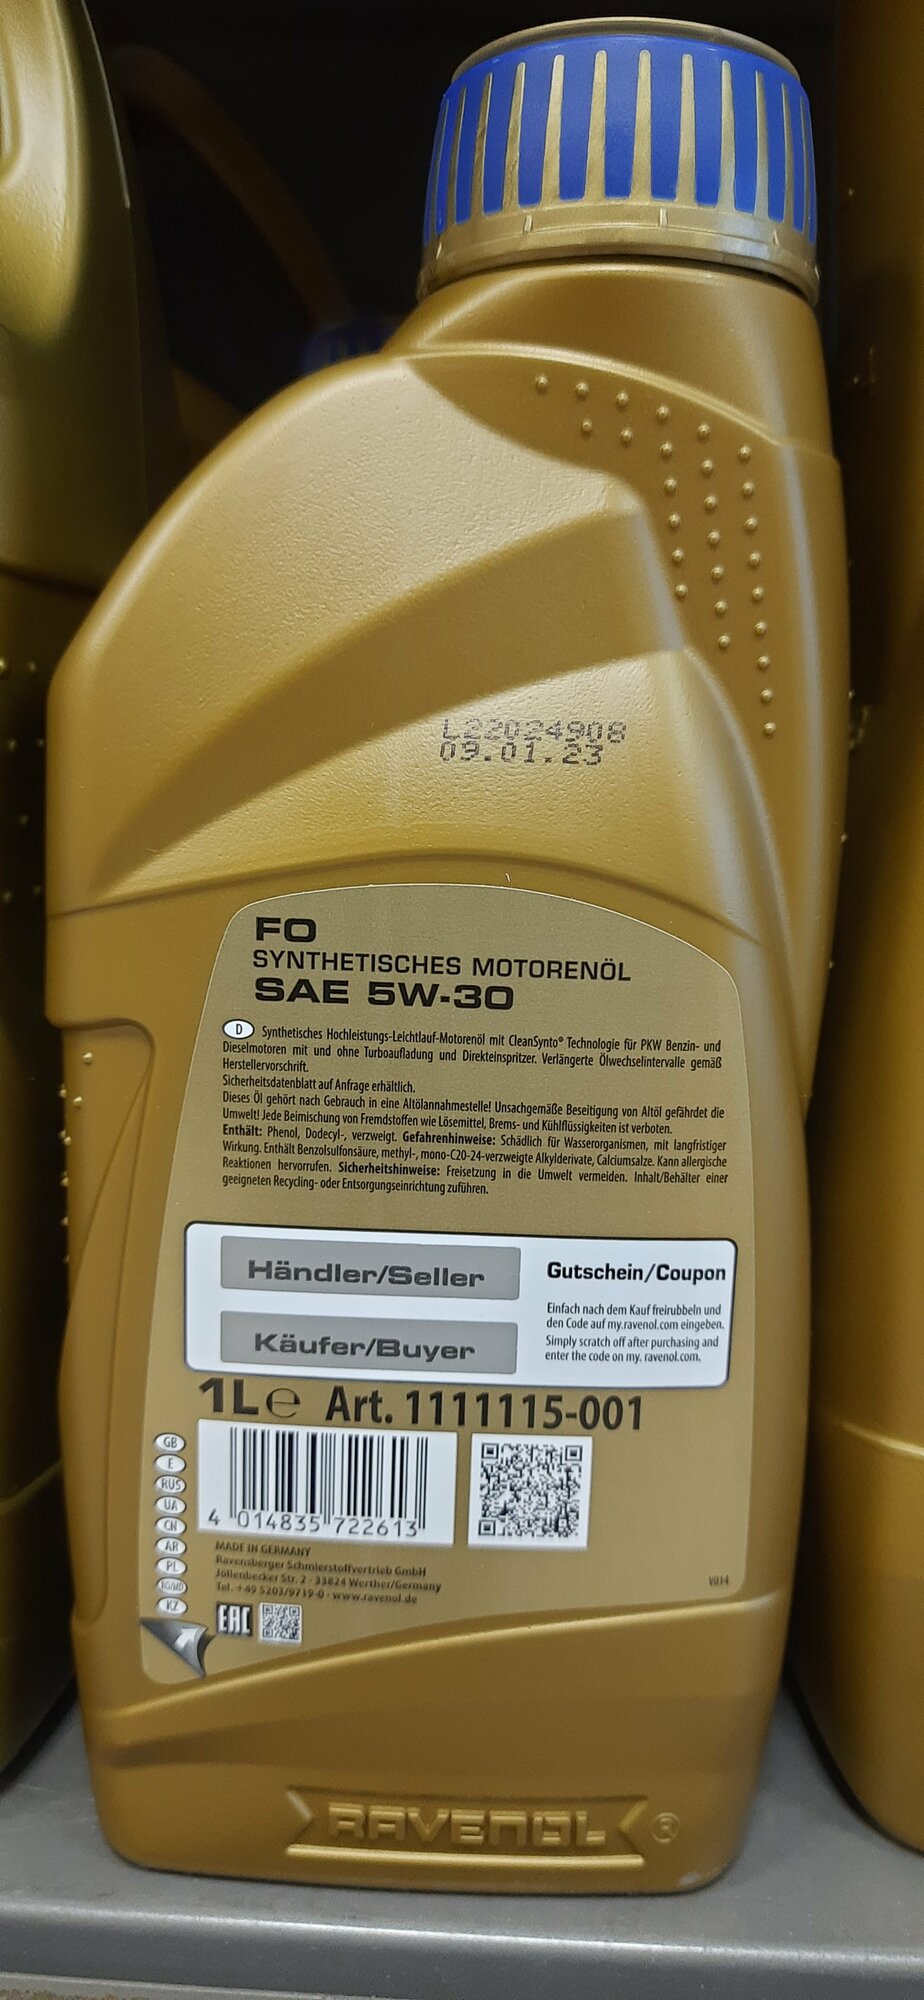 L22024908
09.01.23
FO
SYNTHETISCHES MOTORENÖL
SAE 5W-30
D Synthetisches Hochleistungs-Leichtlauf-Motorenöl mit CleanSynto® Technologie für PKW Benzin- und
Dieselmotoren mit und ohne Turboaufladung und Direkteinspritzer. Verlängerte Ölwechselintervalle gemäß
Herstellervorschrift.
Sicherheitsdatenblatt auf Anfrage erhältlich.
Dieses Öl gehört nach Gebrauch in eine Altölannahmestelle! Unsachgemäße Beseitigung von Altöl gefährdet die
Umwelt! Jede Beimischung von Fremdstoffen wie Lösemittel, Brems- und Kühlflüssigkeiten ist verboten.
Enthält: Phenol, Dodecyl-, verzweigt. Gefahrenhinweise: Schädlich für Wasserorganismen, mit langfristiger
Wirkung. Enthält Benzolsulfonsäure, methyl-, mono-C20-24-verzweigte Alkylderivate, Calciumsalze. Kann allergische
Reaktionen hervorrufen. Sicherheitshinweise: Freisetzung in die Umwelt vermeiden. Inhalt/Behälter einer
geeigneten Recycling- oder Entsorgungseinrichtung zuführen.
Händler/Seller
Käufer/Buyer
Gutschein/Coupon
Einfach nach dem Kauf freirubbeln und
den Code auf my.ravenol.com eingeben.
Simply scratch off after purchasing and
enter the code on my. ravenol.com.
1L e Art. 1111115-001
GB
E
RUS
UA
CN
AR
PL
RO/MD
KZ
4 014835 722613
MADE IN GERMANY
Ravensberger Schmierstoffvertrieb GmbH
Jöllenbecker Str. 2 · 33824 Werther/Germany
Tel. +49 5203/9719-0 · www.ravenol.de
V014
EAC
RAVENOL ®